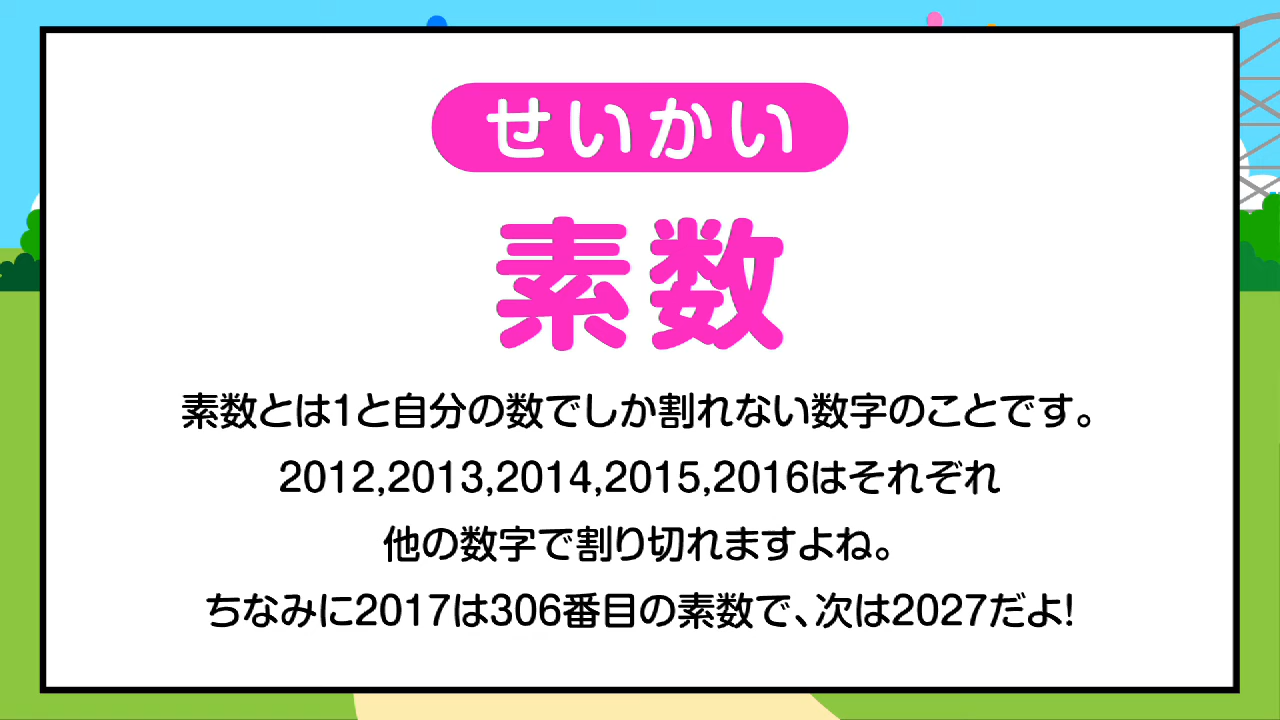 せいかい
素数
素数とは1と自分の数でしか割れない数字のことです。
2012,2013,2014,2015,2016はそれぞれ
他の数字で割り切れますよね。
ちなみに2017は306番目の素数で、次は2027だよ!